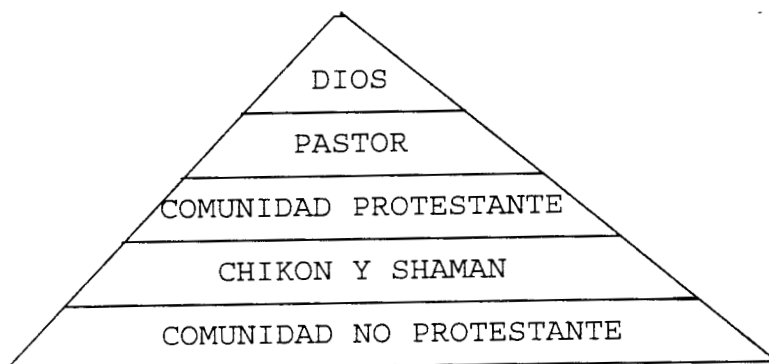 DIOS
PASTOR
COMUNIDAD PROTESTANTE
CHIKON Y SHAMAN
COMUNIDAD NO PROTESTANTE